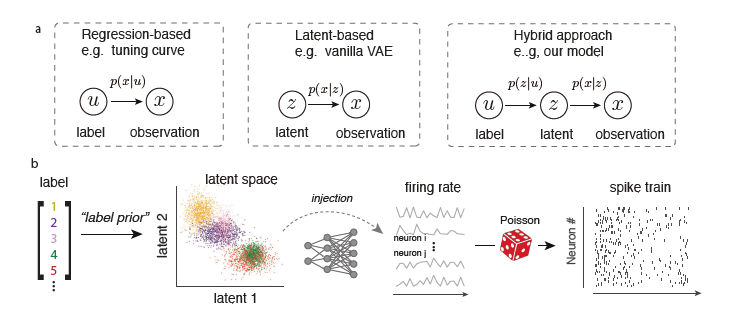 a
Regression-based
e.g. tuning curve
p(x|u)
u
x
label
observation
Latent-based
e.g. vanilla VAE
p(x|z)
z
x
latent
observation
Hybrid approach
e..g, our model
p(z|u)
p(x|z)
u
z
x
label
latent
observation
b
label
1
2
3
4
5
"label prior"
latent space
latent 2
latent 1
injection
firing rate
neuron i
neuron j
Poisson
spike train
Neuron #